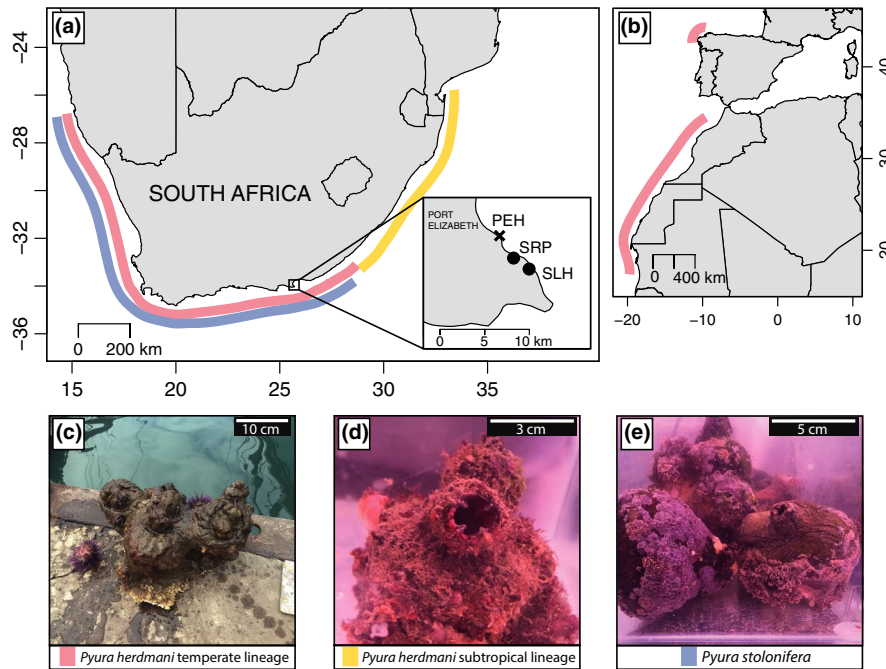 (a)
−24
−28
−32
−36
SOUTH AFRICA
PORT
ELIZABETH
PEH
SRP
SLH
0 5 10 km
0 200 km
15 20 25 30 35
(b)
40
30
20
0 400 km
−20 −10 0 10
(c)
10 cm
(d)
3 cm
(e)
5 cm
Pyura herdmani temperate lineage
Pyura herdmani subtropical lineage
Pyura stolonifera